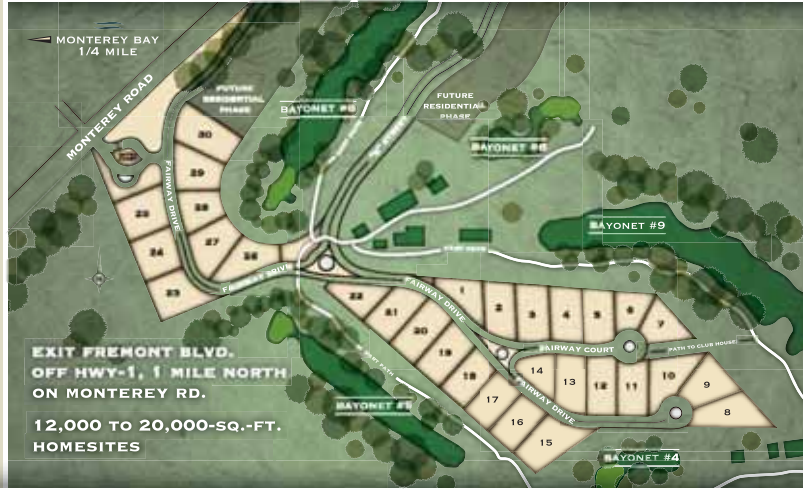 MONTEREY BAY
1/4 MILE
MONTEREY ROAD
FUTURE
RESIDENTIAL
PHASE
BAYONET #8
FUTURE
RESIDENTIAL
PHASE
30
29
28
27
26
25
24
23
FAIRWAY DRIVE
FAIRWAY DRIVE
BAYONET #9
22
21
20
19
18
17
16
15
FAIRWAY DRIVE
1
2
3
4
5
6
7
FAIRWAY COURT
PATH TO CLUB HOUSE
14
13
12
11
10
9
8
FAIRWAY DRIVE
CART PATH
BAYONET #5
BAYONET #4
EXIT FREMONT BLVD.
OFF HWY-1, 1 MILE NORTH
ON MONTEREY RD.
12,000 TO 20,000-SQ.-FT.
HOMESITES